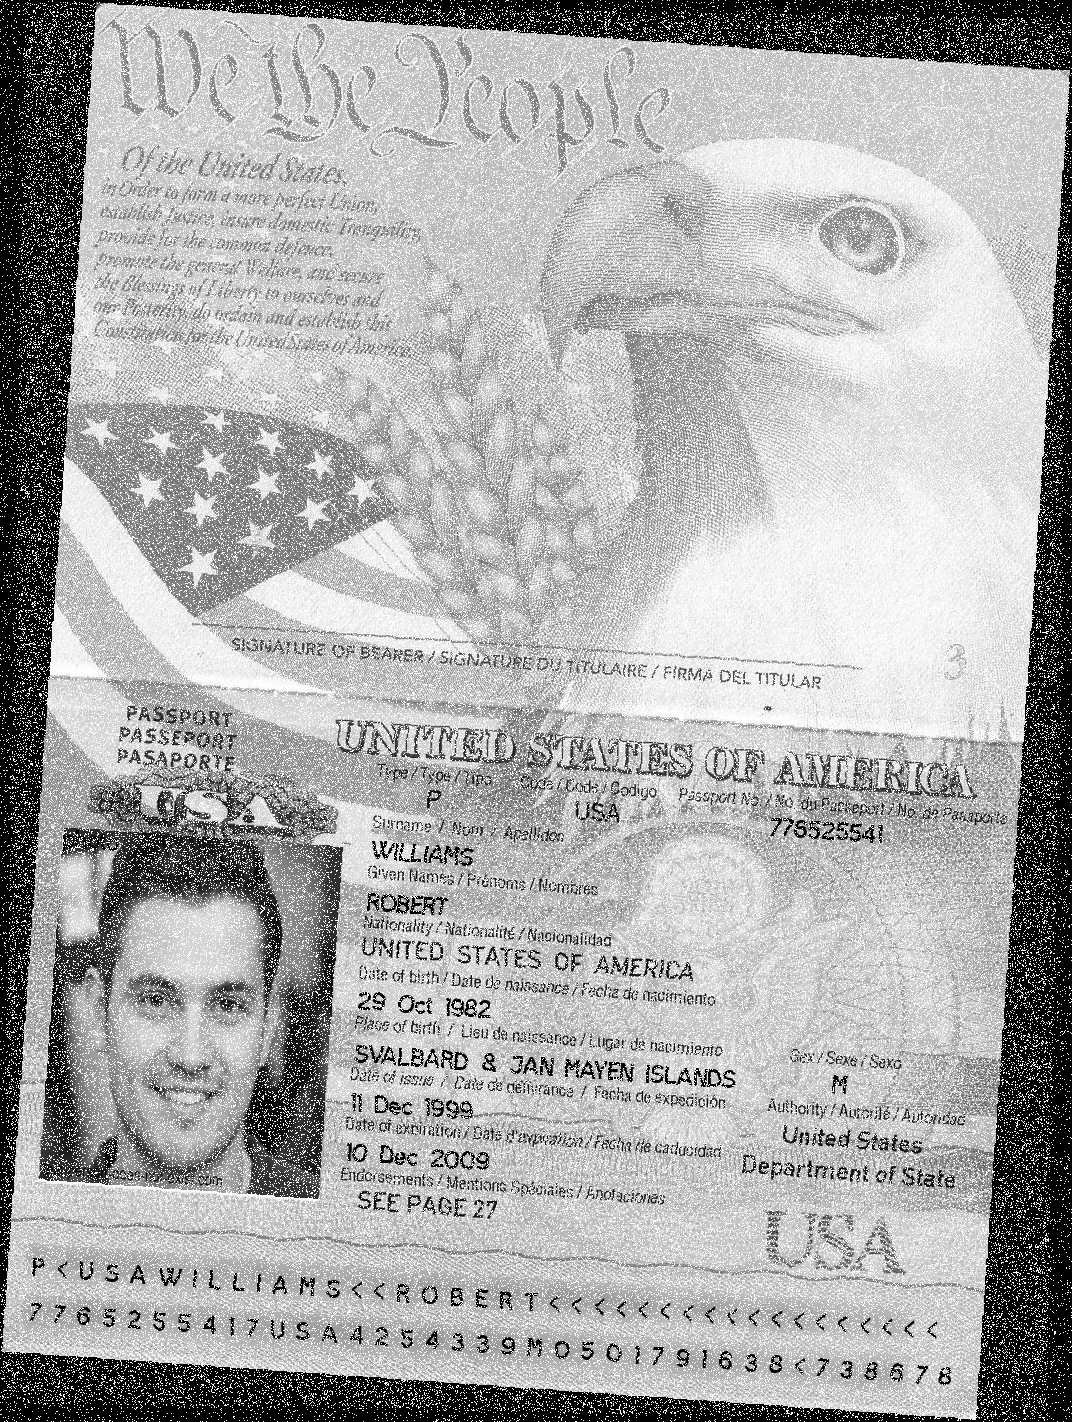 We the People
Of the United States,
in Order to form a more perfect Union,
establish Justice, insure domestic Tranquility,
provide for the common defence,
promote the general Welfare, and secure
the Blessings of Liberty to ourselves and
our Posterity, do ordain and establish this
Constitution for the United States of America.
SIGNATURE OF BEARER / SIGNATURE DU TITULAIRE / FIRMA DEL TITULAR
3
PASSPORT
PASSEPORT
PASAPORTE
USA
UNITED STATES OF AMERICA
Type / Type / Tipo Code / Code / Codigo Passport No. / No. du Passeport / No. de Pasaporte
P USA 776525541
Surname / Nom / Apellidos
WILLIAMS
Given Names / Prénoms / Nombres
ROBERT
Nationality / Nationalité / Nacionalidad
UNITED STATES OF AMERICA
Date of birth / Date de naissance / Fecha de nacimiento
29 Oct 1982
Place of birth / Lieu de naissance / Lugar de nacimiento Sex / Sexe / Sexo
SVALBARD & JAN MAYEN ISLANDS M
Date of issue / Date de délivrance / Fecha de expedición Authority / Autorité / Autoridad
11 Dec 1999 United States
Date of expiration / Date d'expiration / Fecha de caducidad Department of State
10 Dec 2009
Endorsements / Mentions Spéciales / Anotaciones
SEE PAGE 27
USA
P<USAWILLIAMS<<ROBERT<<<<<<<<<<<<<<<<<<
7765255417USA4254339M0501791638<738678